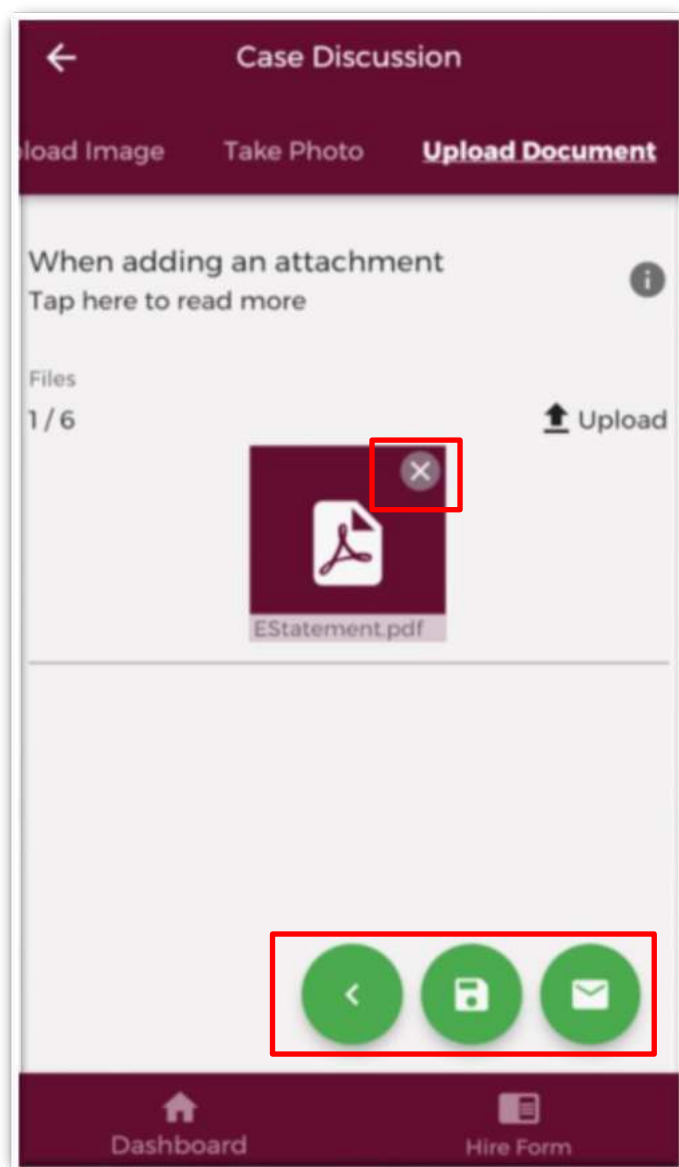 Case Discussion
load Image Take Photo Upload Document
When adding an attachment
Tap here to read more
Files
1 / 6 Upload
EStatement.pdf
Dashboard Hire Form